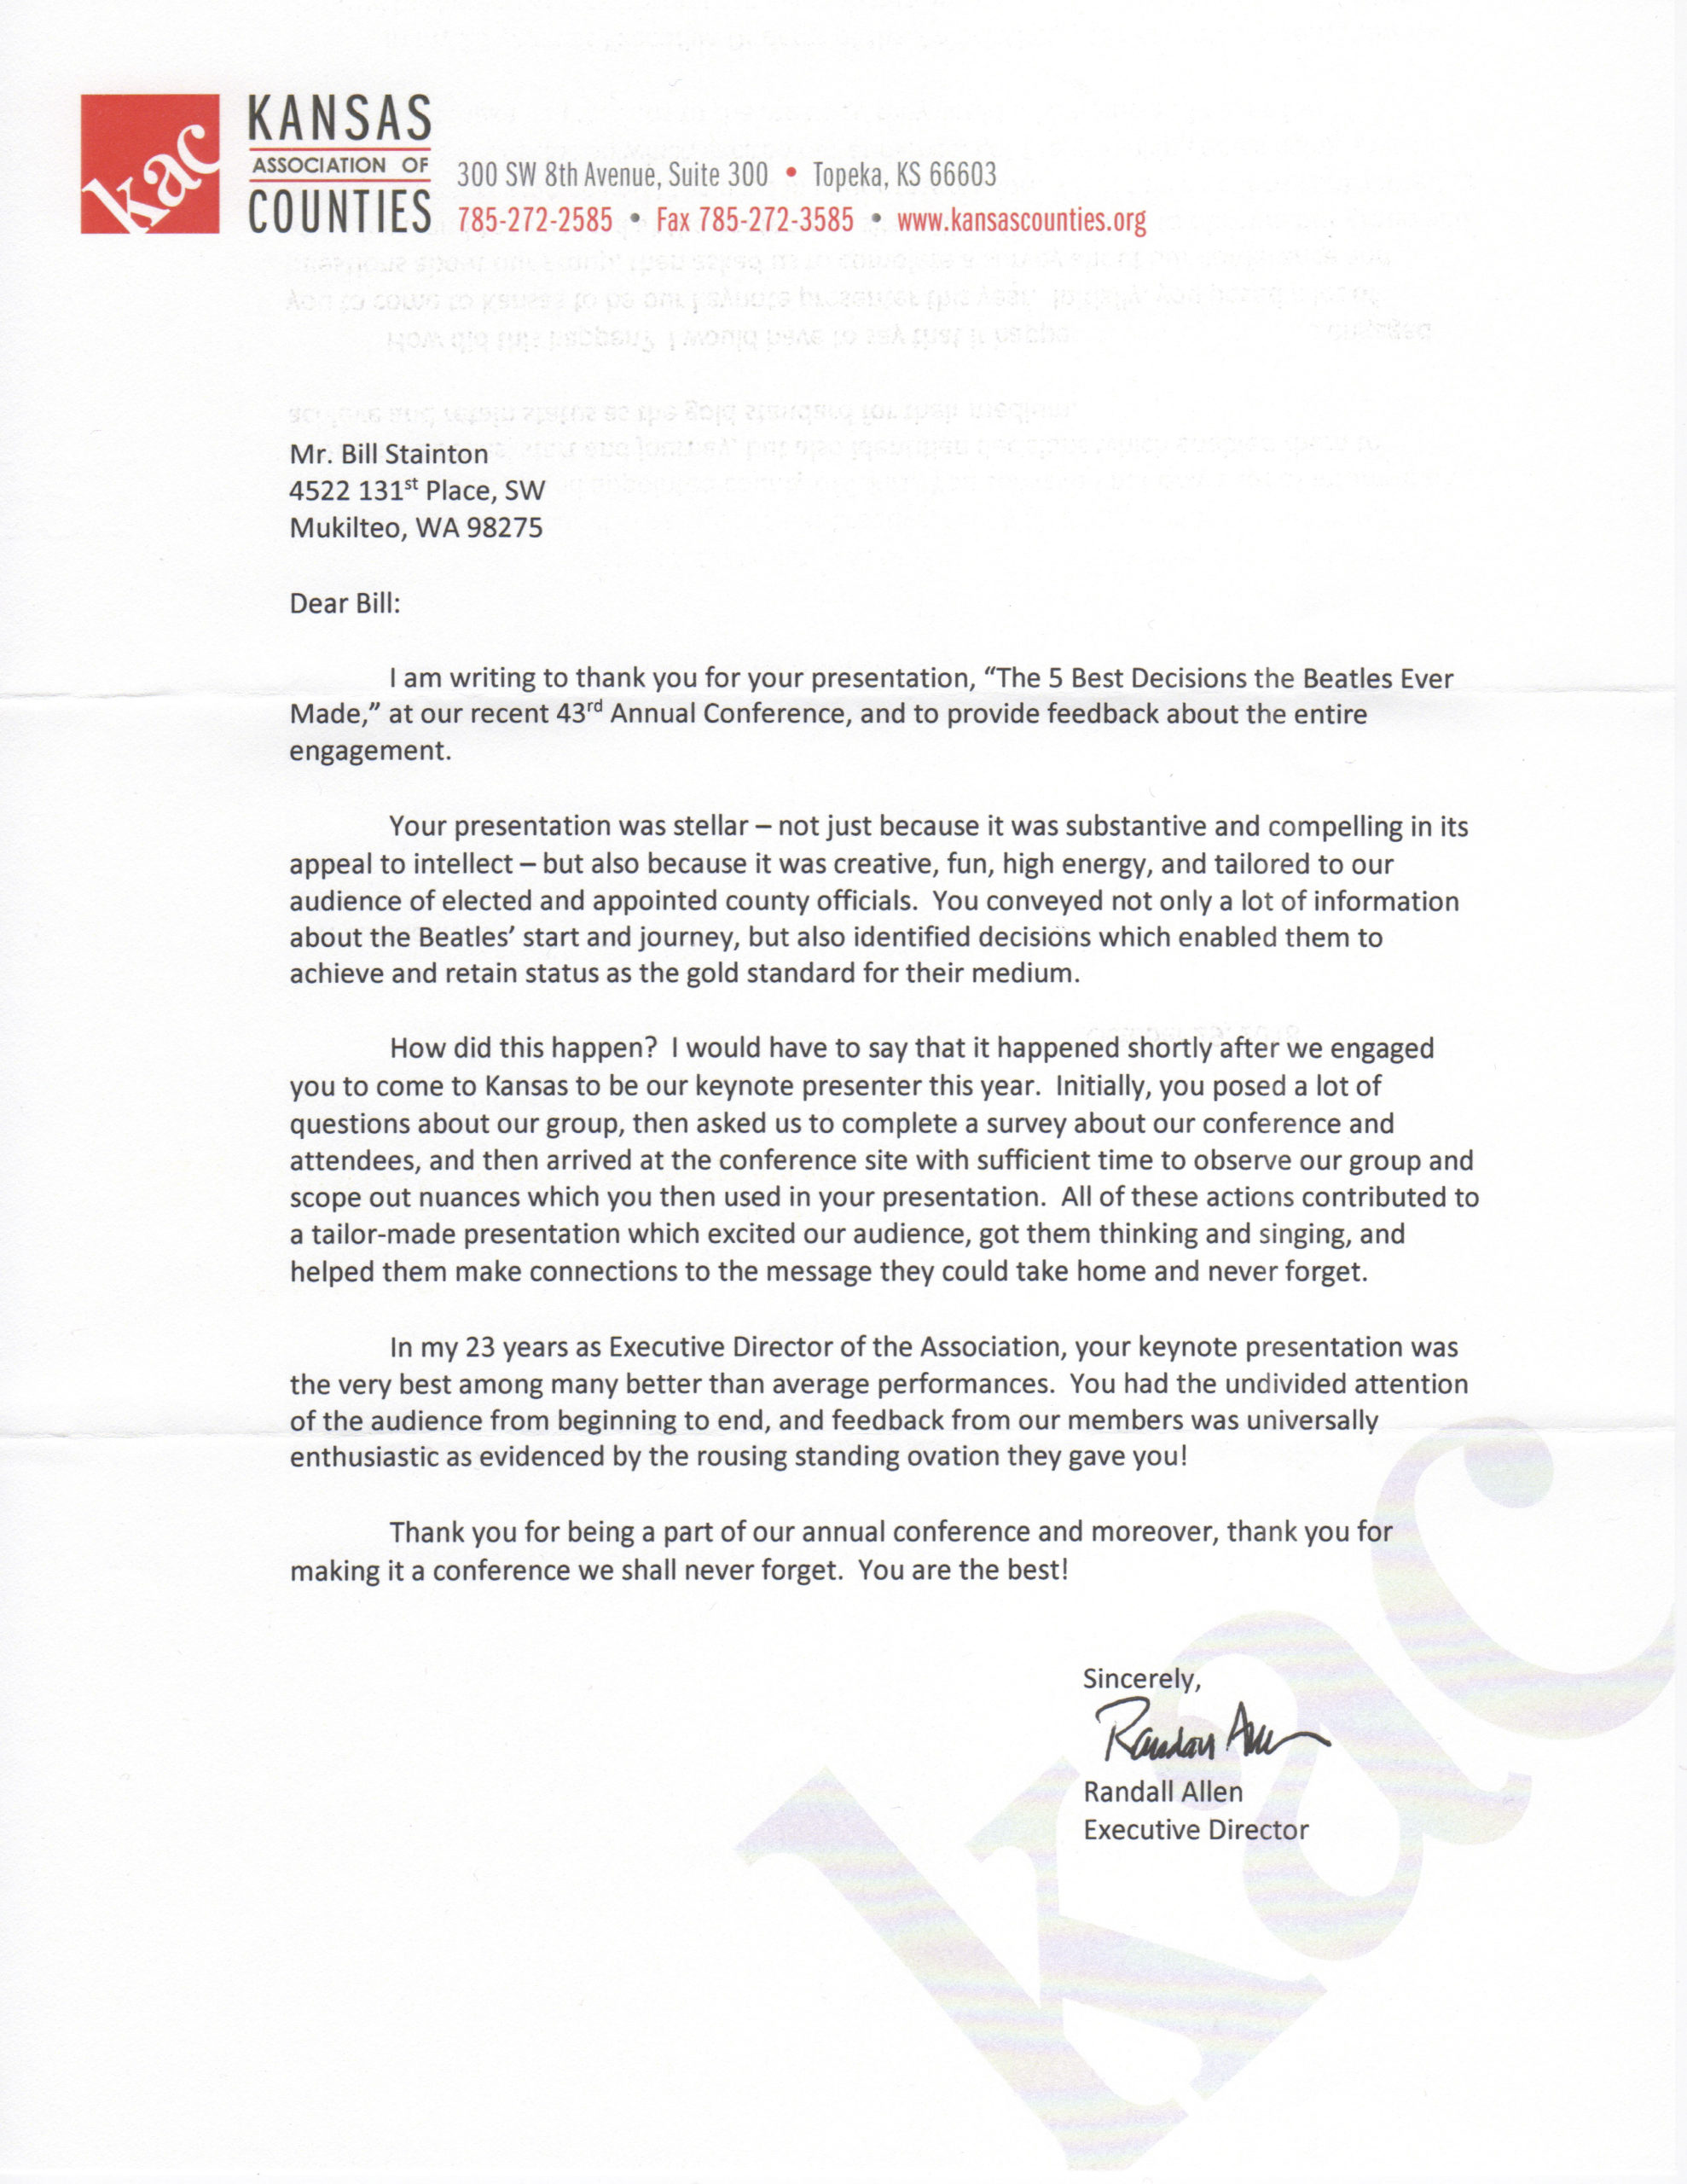 kac
KANSAS
ASSOCIATION OF
COUNTIES
300 SW 8th Avenue, Suite 300 • Topeka, KS 66603
785-272-2585 • Fax 785-272-3585 • www.kansascounties.org
Mr. Bill Stainton
4522 131st Place, SW
Mukilteo, WA 98275
Dear Bill:
I am writing to thank you for your presentation, “The 5 Best Decisions the Beatles Ever
Made,” at our recent 43rd Annual Conference, and to provide feedback about the entire
engagement.
Your presentation was stellar – not just because it was substantive and compelling in its
appeal to intellect – but also because it was creative, fun, high energy, and tailored to our
audience of elected and appointed county officials.  You conveyed not only a lot of information
about the Beatles’ start and journey, but also identified decisions which enabled them to
achieve and retain status as the gold standard for their medium.
How did this happen?  I would have to say that it happened shortly after we engaged
you to come to Kansas to be our keynote presenter this year.  Initially, you posed a lot of
questions about our group, then asked us to complete a survey about our conference and
attendees, and then arrived at the conference site with sufficient time to observe our group and
scope out nuances which you then used in your presentation.  All of these actions contributed to
a tailor-made presentation which excited our audience, got them thinking and singing, and
helped them make connections to the message they could take home and never forget.
In my 23 years as Executive Director of the Association, your keynote presentation was
the very best among many better than average performances.  You had the undivided attention
of the audience from beginning to end, and feedback from our members was universally
enthusiastic as evidenced by the rousing standing ovation they gave you!
Thank you for being a part of our annual conference and moreover, thank you for
making it a conference we shall never forget.  You are the best!
Sincerely,
Randall Allen
Randall Allen
Executive Director
kac